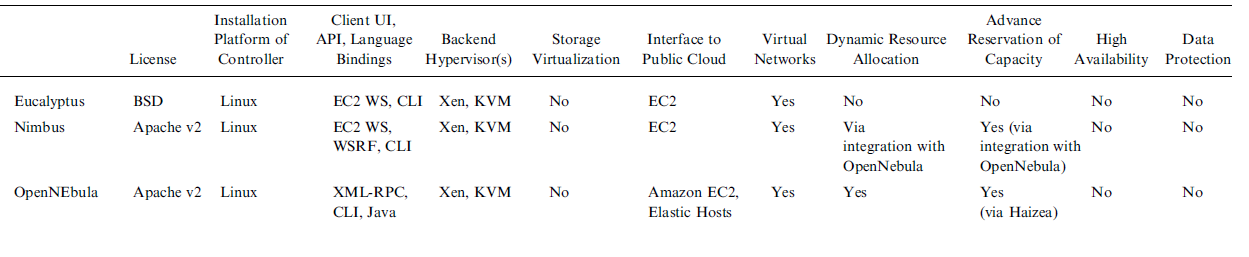 Installation Client UI, Advance
Platform of API, Language Backend Storage Interface to Virtual Dynamic Resource Reservation of High Data
License Controller Bindings Hypervisor(s) Virtualization Public Cloud Networks Allocation Capacity Availability Protection
Eucalyptus BSD Linux EC2 WS, CLI Xen, KVM No EC2 Yes No No No No
Nimbus Apache v2 Linux EC2 WS, Xen, KVM No EC2 Yes Via Yes (via No No
WSRF, CLI integration with integration with
OpenNebula OpenNebula)
OpenNEbula Apache v2 Linux XML-RPC, Xen, KVM No Amazon EC2, Yes Yes Yes No No
CLI, Java Elastic Hosts (via Haizea)